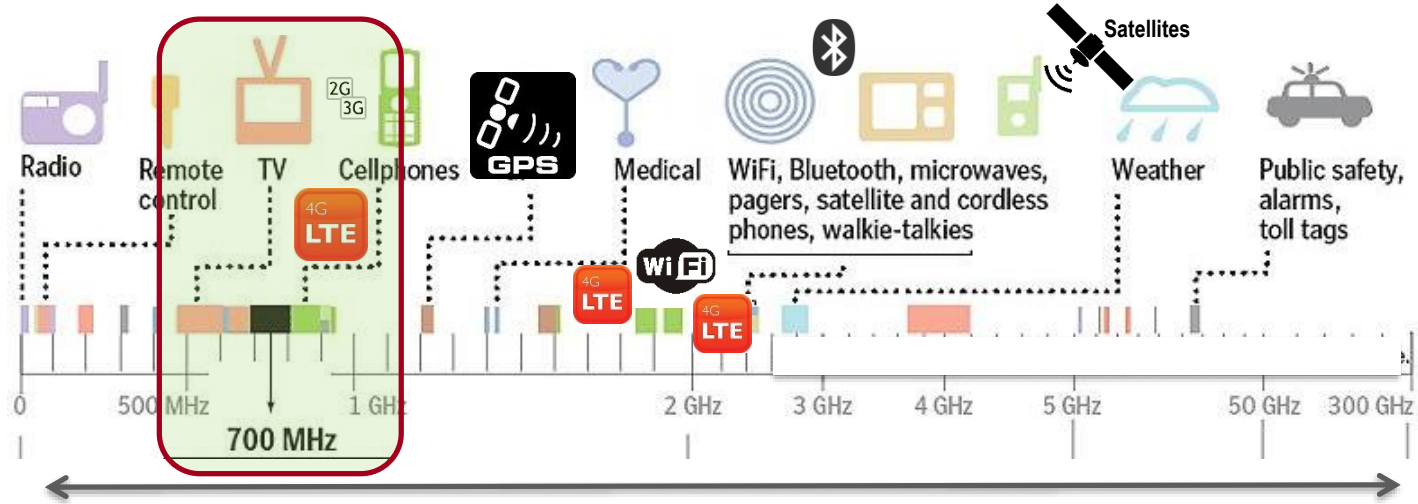 Satellites
2G
3G
GPS
Radio
Remote
control
TV
Cellphones
Medical
WiFi, Bluetooth, microwaves,
pagers, satellite and cordless
phones, walkie-talkies
Weather
Public safety,
alarms,
toll tags
4G
LTE
Wi Fi
4G
LTE
4G
LTE
0
500 MHz
1 GHz
2 GHz
3 GHz
4 GHz
5 GHz
50 GHz
300 GHz
700 MHz